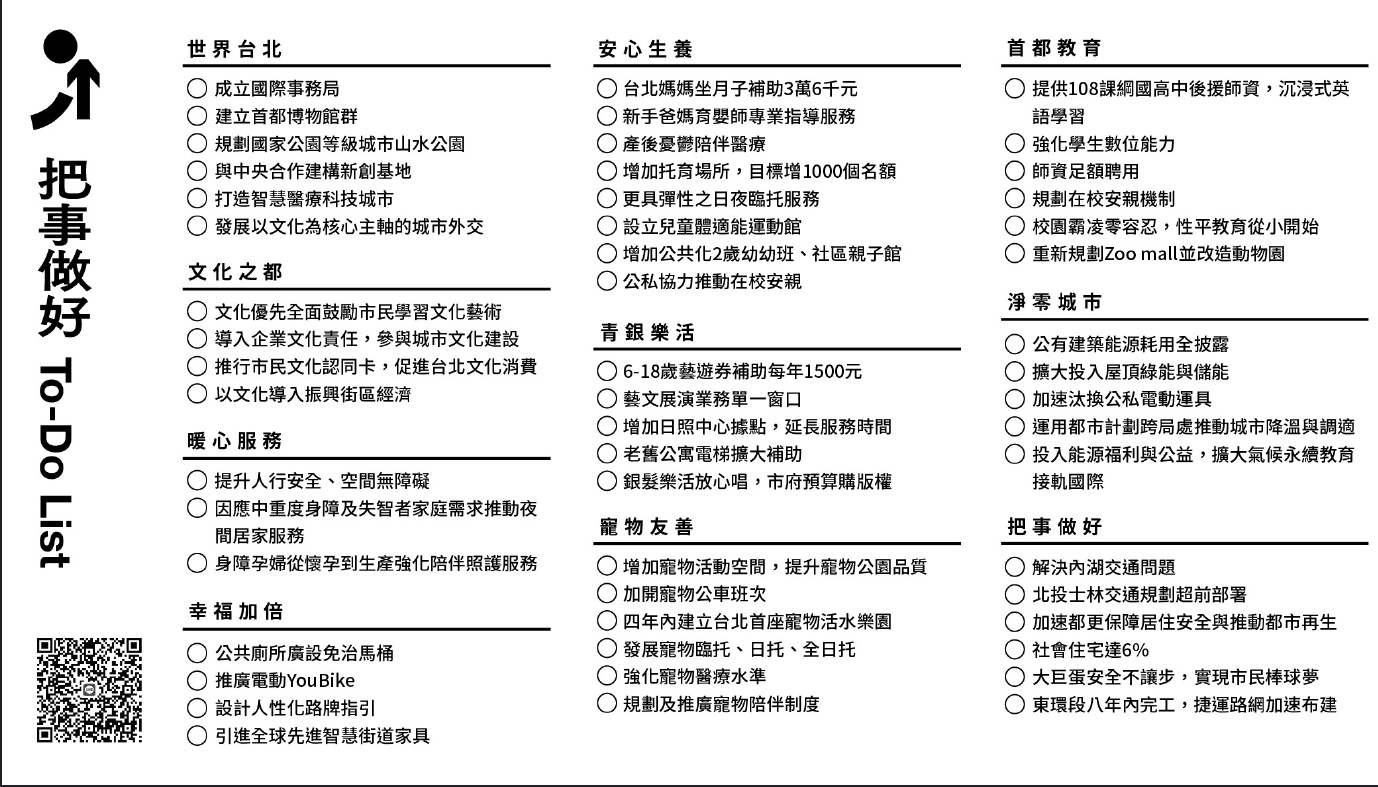 把事做好 To-Do List
世界台北
成立國際事務局
建立首都博物館群
規劃國家公園等級城市山水公園
與中央合作建構新創基地
打造智慧醫療科技城市
發展以文化為核心主軸的城市外交
文化之都
文化優先全面鼓勵市民學習文化藝術
導入企業文化責任，參與城市文化建設
推行市民文化認同卡，促進台北文化消費
以文化導入振興街區經濟
暖心服務
提升人行安全、空間無障礙
因應中重度身障及失智者家庭需求推動夜
間居家服務
身障孕婦從懷孕到生產強化陪伴照護服務
幸福加倍
公共廁所廣設免治馬桶
推廣電動YouBike
設計人性化路牌指引
引進全球先進智慧街道家具
安心生養
台北媽媽坐月子補助3萬6千元
新手爸媽育嬰師專業指導服務
產後憂鬱陪伴醫療
增加托育場所，目標增1000個名額
更具彈性之日夜臨托服務
設立兒童體適能運動館
增加公共化2歲幼幼班、社區親子館
公私協力推動在校安親
青銀樂活
6-18歲藝遊券補助每年1500元
藝文展演業務單一窗口
增加日照中心據點，延長服務時間
老舊公寓電梯擴大補助
銀髮樂活放心唱，市府預算購版權
寵物友善
增加寵物活動空間，提升寵物公園品質
加開寵物公車班次
四年內建立台北首座寵物活水樂園
發展寵物臨托、日托、全日托
強化寵物醫療水準
規劃及推廣寵物陪伴制度
首都教育
提供108課綱國高中後援師資，沉浸式英
語學習
強化學生數位能力
師資足額聘用
規劃在校安親機制
校園霸凌零容忍，性平教育從小開始
重新規劃Zoo mall並改造動物園
淨零城市
公有建築能源耗用全披露
擴大投入屋頂綠能與儲能
加速汰換公私電動運具
運用都市計劃跨局處推動城市降溫與調適
投入能源福利與公益，擴大氣候永續教育
接軌國際
把事做好
解決內湖交通問題
北投士林交通規劃超前部署
加速都更保障居住安全與推動都市再生
社會住宅達6%
大巨蛋安全不讓步，實現市民棒球夢
東環段八年內完工，捷運路網加速布建